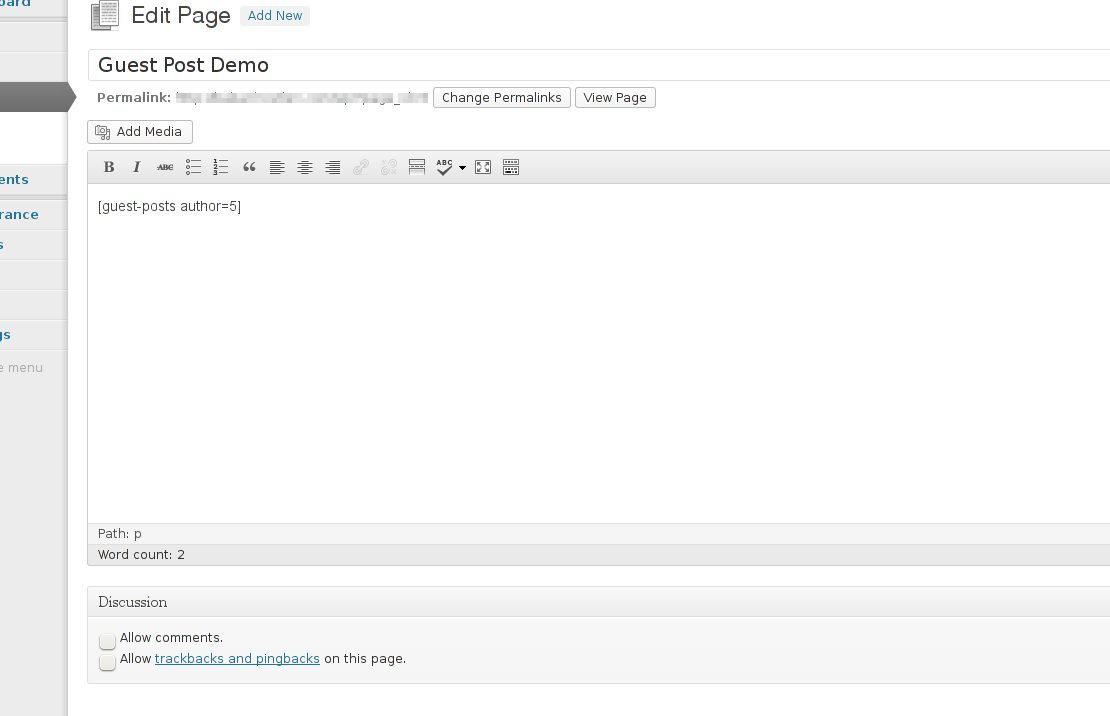 oard
Edit Page Add New
Guest Post Demo
Permalink: Change Permalinks View Page
Add Media
B I ABC ABC
[guest-posts author=5]
ents
rance
s
gs
e menu
Path: p
Word count: 2
Discussion
Allow comments.
Allow trackbacks and pingbacks on this page.